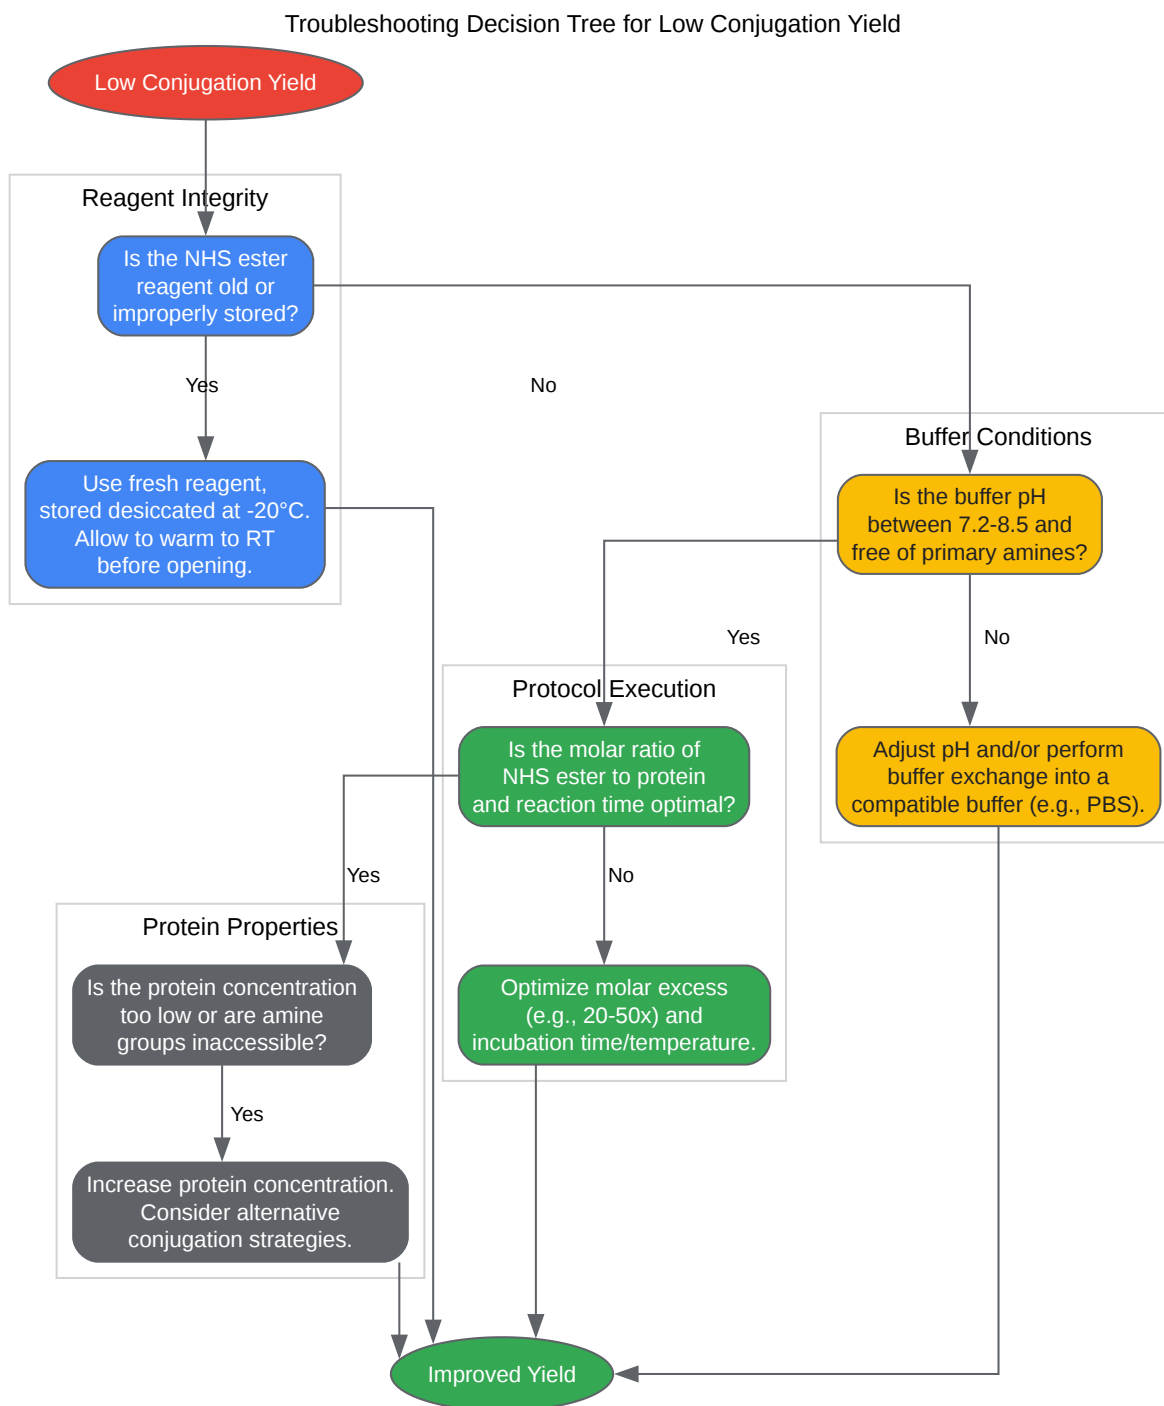 Troubleshooting Decision Tree for Low Conjugation Yield
Low Conjugation Yield
Reagent Integrity
Is the NHS ester
reagent old or
improperly stored?
Yes
No
Use fresh reagent,
stored desiccated at -20°C.
Allow to warm to RT
before opening.
Buffer Conditions
Is the buffer pH
between 7.2-8.5 and
free of primary amines?
Yes
No
Adjust pH and/or perform
buffer exchange into a
compatible buffer (e.g., PBS).
Protocol Execution
Is the molar ratio of
NHS ester to protein
and reaction time optimal?
Yes
No
Optimize molar excess
(e.g., 20-50x) and
incubation time/temperature.
Protein Properties
Is the protein concentration
too low or are amine
groups inaccessible?
Yes
Increase protein concentration.
Consider alternative
conjugation strategies.
Improved Yield